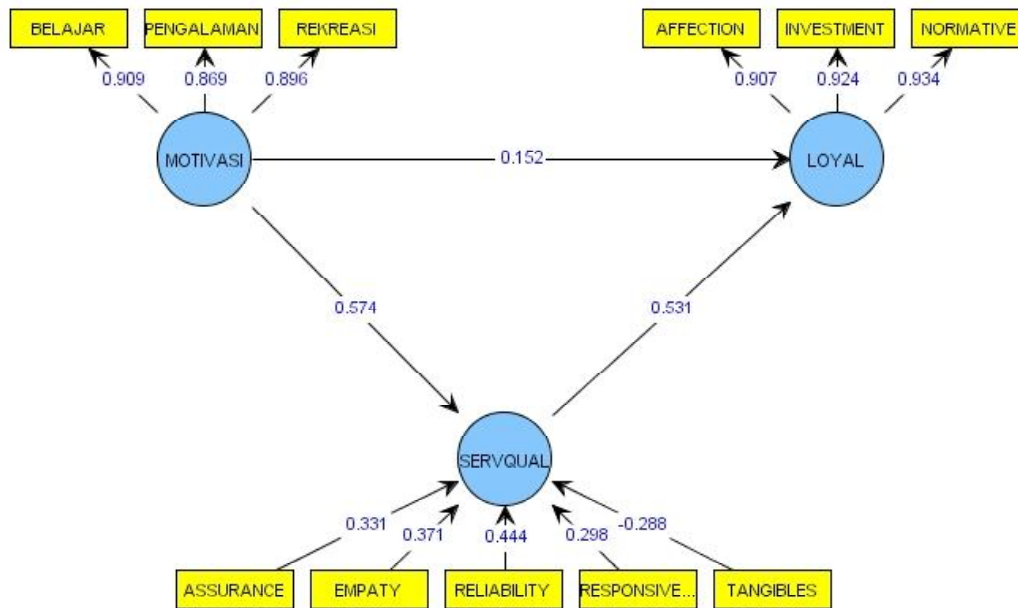 BELAJAR PENGALAMAN REKREASI AFFECTION INVESTMENT NORMATIVE
0.909 0.869 0.896 0.907 0.924 0.934
MOTIVASI 0.152 LOYAL
0.574 0.531
SERVQUAL
0.331 0.371 0.444 0.298 -0.288
ASSURANCE EMPATY RELIABILITY RESPONSIVE... TANGIBLES